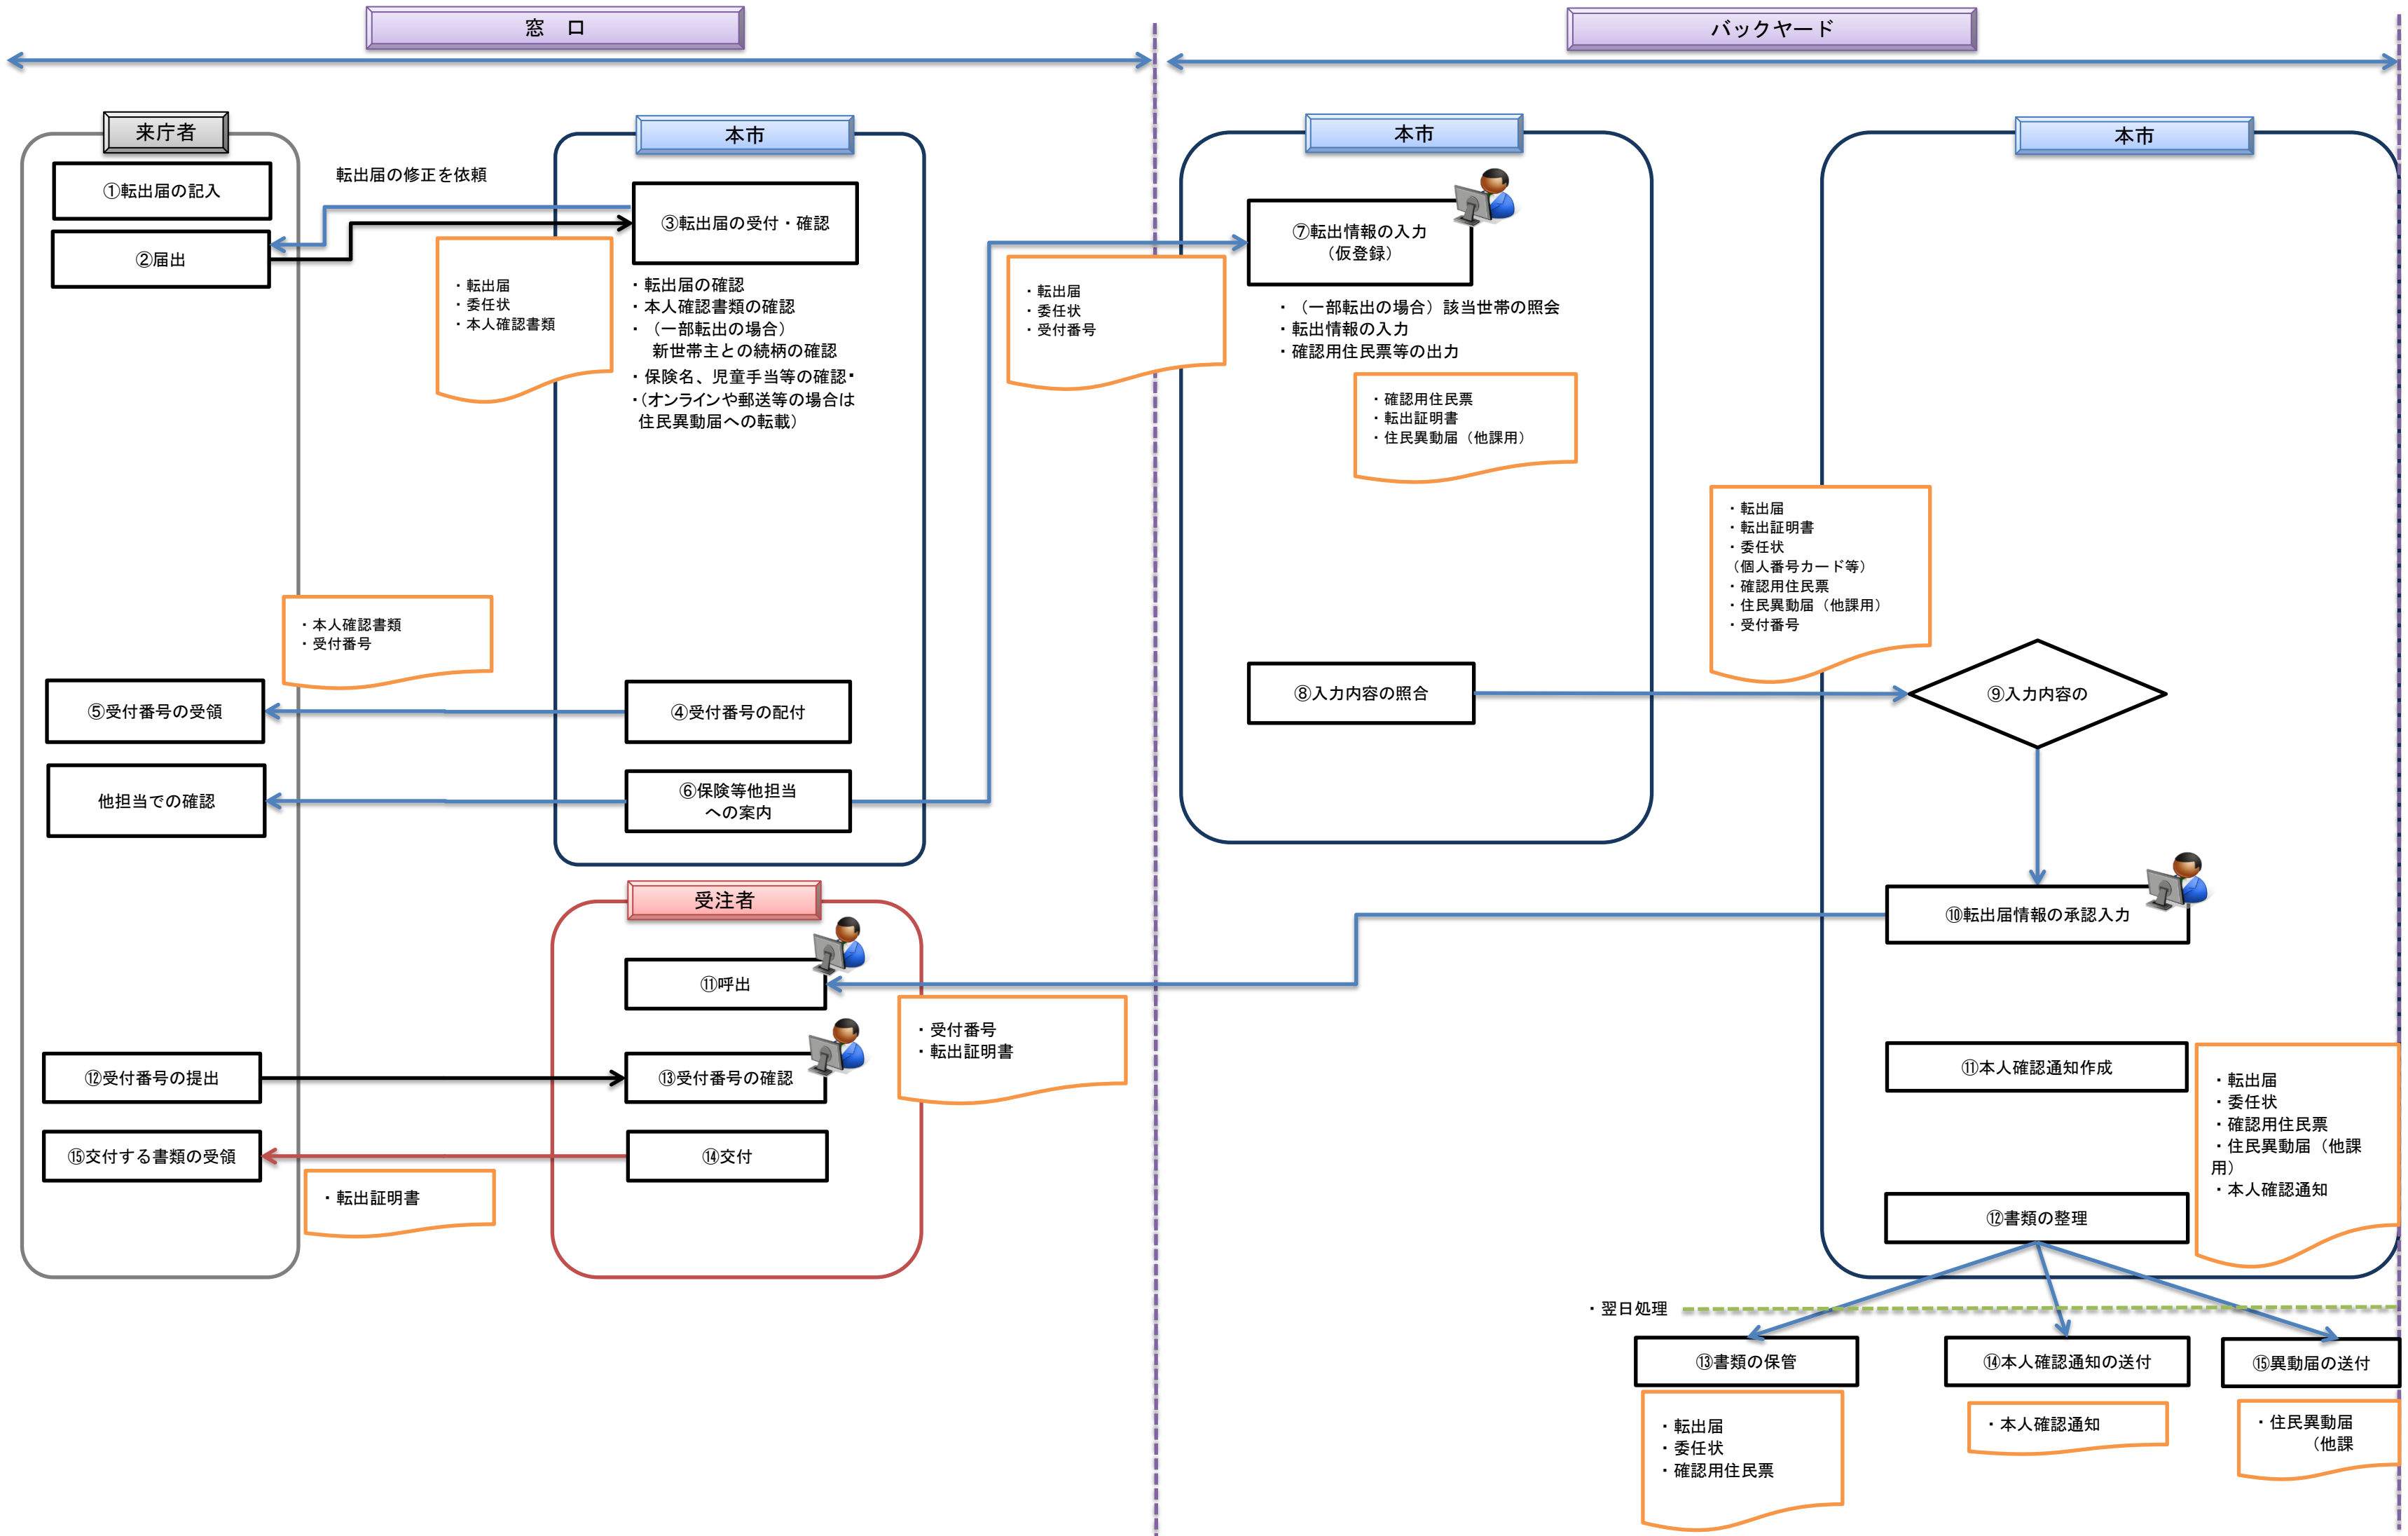 窓　口
バックヤード
来庁者
①転出届の記入
②届出
転出届の修正を依頼
・転出届
・委任状
・本人確認書類
本市
③転出届の受付・確認
・転出届の確認
・本人確認書類の確認
・（一部転出の場合）
新世帯主との続柄の確認
・保険名、児童手当等の確認・
・（オンラインや郵送等の場合は
住民異動届への転載）
・本人確認書類
・受付番号
⑤受付番号の受領
④受付番号の配付
他担当での確認
⑥保険等他担当
への案内
・転出届
・委任状
・受付番号
本市
⑦転出情報の入力
（仮登録）
・（一部転出の場合）該当世帯の照会
・転出情報の入力
・確認用住民票等の出力
・確認用住民票
・転出証明書
・住民異動届（他課用）
⑧入力内容の照合
本市
・転出届
・転出証明書
・委任状
（個人番号カード等）
・確認用住民票
・住民異動届（他課用）
・受付番号
⑨入力内容の
⑩転出届情報の承認入力
受注者
⑪呼出
・受付番号
・転出証明書
⑫受付番号の提出
⑬受付番号の確認
⑮交付する書類の受領
⑭交付
・転出証明書
⑪本人確認通知作成
・転出届
・委任状
・確認用住民票
・住民異動届（他課
用）
・本人確認通知
⑫書類の整理
・翌日処理
⑬書類の保管
⑭本人確認通知の送付
⑮異動届の送付
・転出届
・委任状
・確認用住民票
・本人確認通知
・住民異動届
（他課